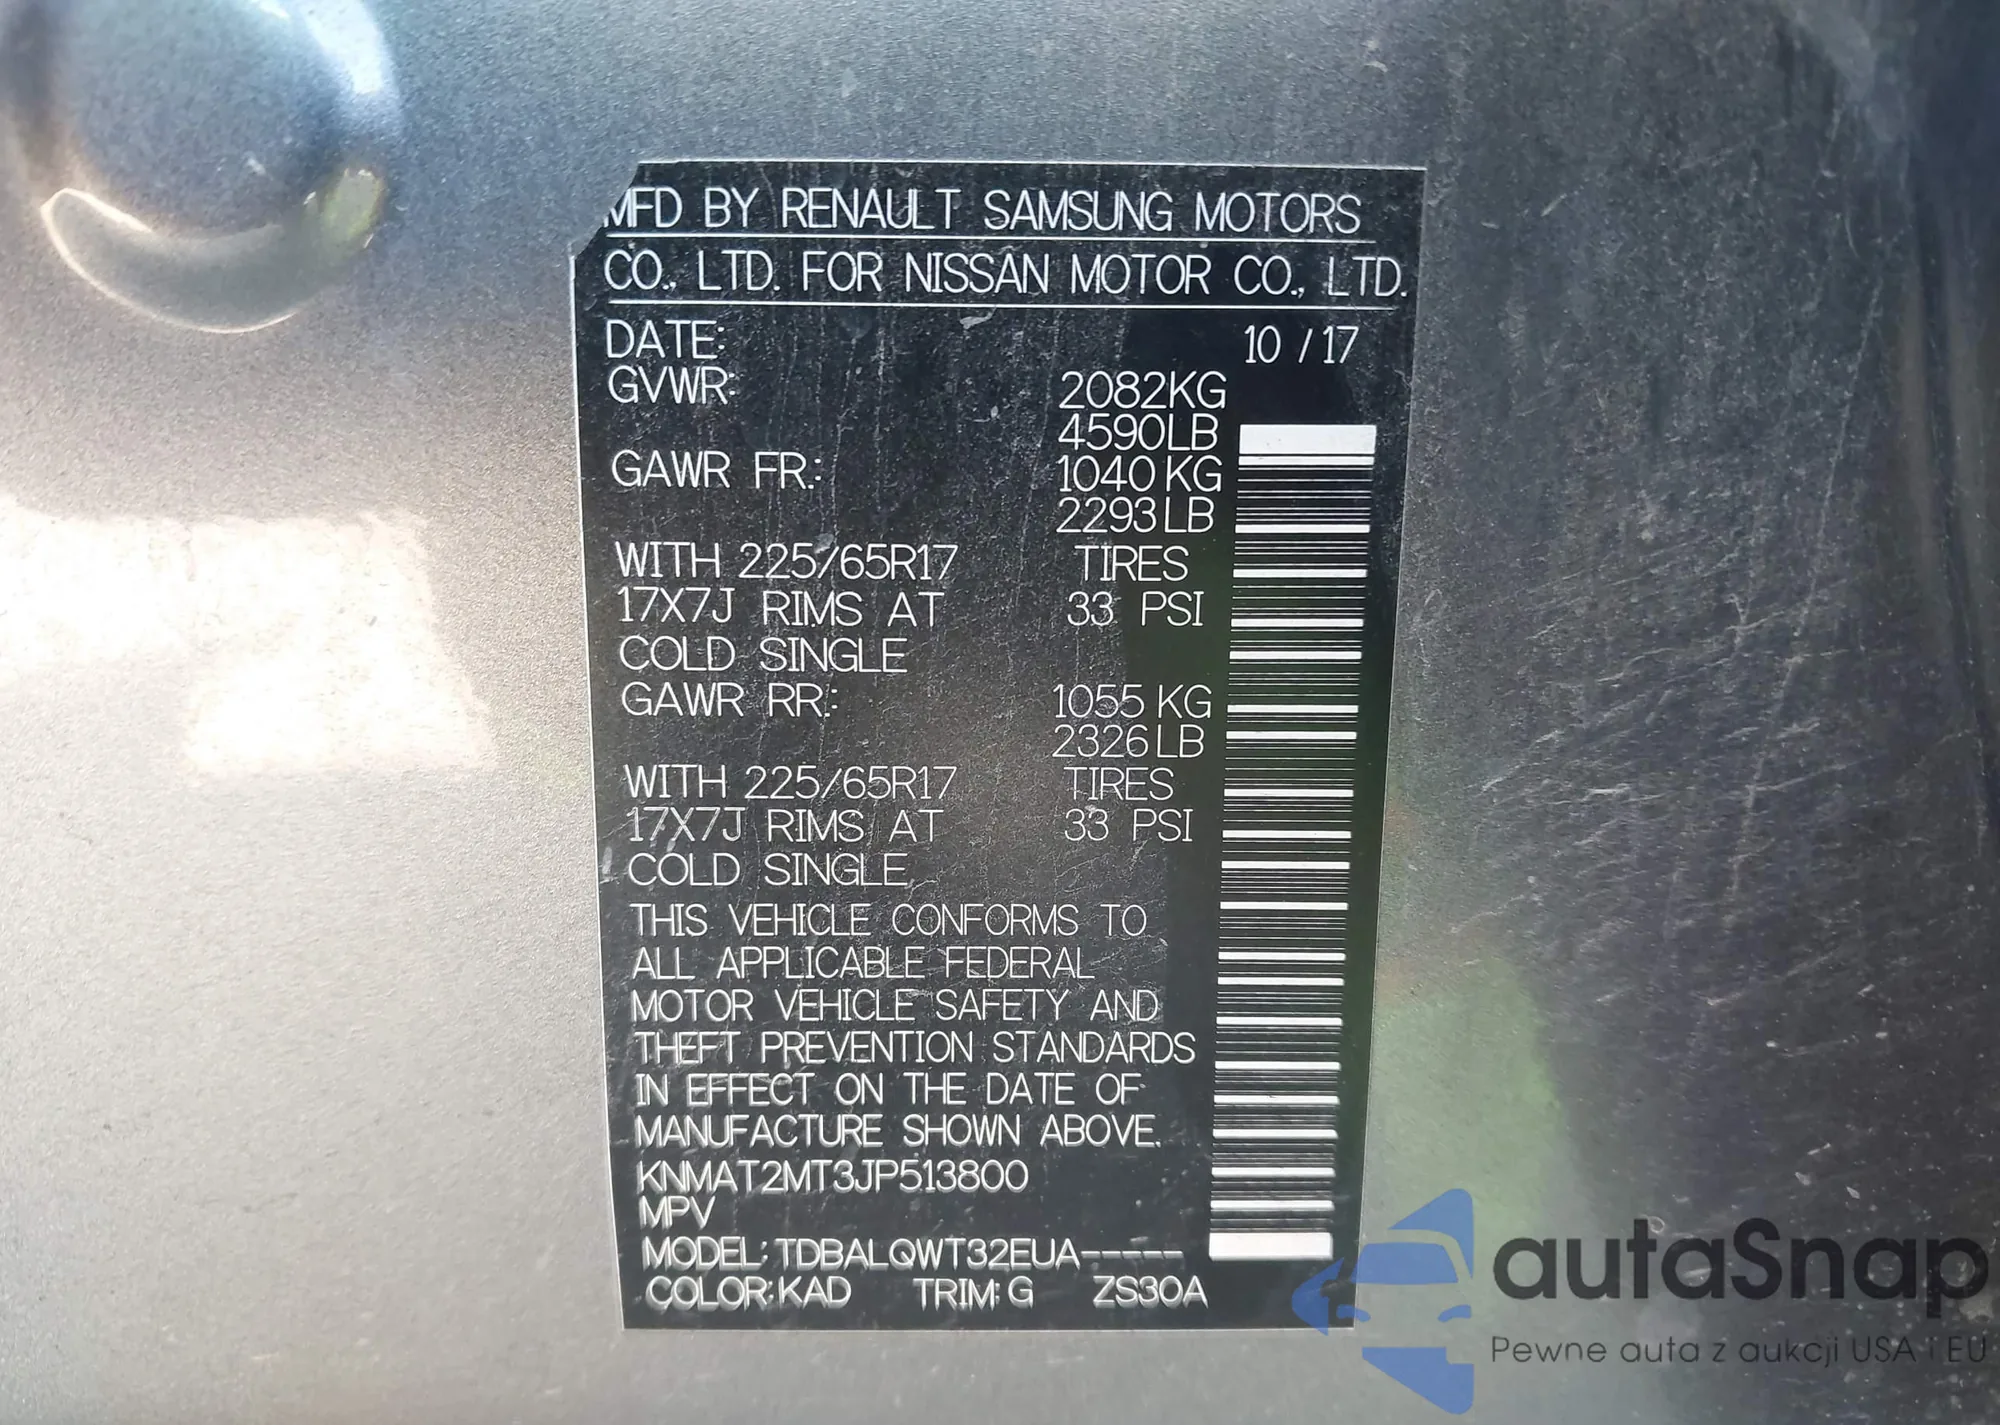 MFD BY RENAULT SAMSUNG MOTORS
CO., LTD. FOR NISSAN MOTOR CO., LTD.
DATE: 10 / 17
GVWR: 2082KG
4590LB
GAWR FR.: 1040 KG
2293LB
WITH 225/65R17 TIRES
17X7J RIMS AT 33 PSI
COLD SINGLE
GAWR RR.: 1055 KG
2326LB
WITH 225/65R17 TIRES
17X7J RIMS AT 33 PSI
COLD SINGLE
THIS VEHICLE CONFORMS TO
ALL APPLICABLE FEDERAL
MOTOR VEHICLE SAFETY AND
THEFT PREVENTION STANDARDS
IN EFFECT ON THE DATE OF
MANUFACTURE SHOWN ABOVE.
KNMAT2MT3JP513800
MPV
MODEL: TDBALQWT32EUA-----
COLOR: KAD TRIM: G ZS30A
autaSnap
Pewne auta z aukcji USA i EU